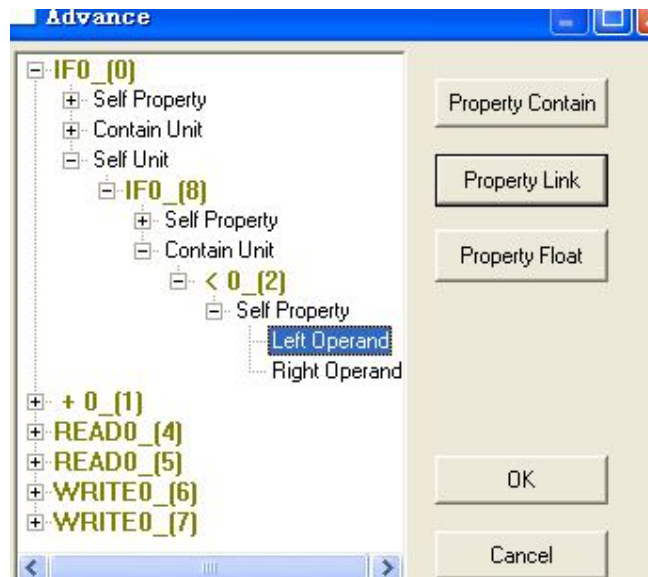 Advance
IF0_(0)
Self Property
Contain Unit
Self Unit
IF0_(8)
Self Property
Contain Unit
< 0_(2)
Self Property
Left Operand
Right Operand
+ 0_(1)
READ0_(4)
READ0_(5)
WRITE0_(6)
WRITE0_(7)
Property Contain
Property Link
Property Float
OK
Cancel